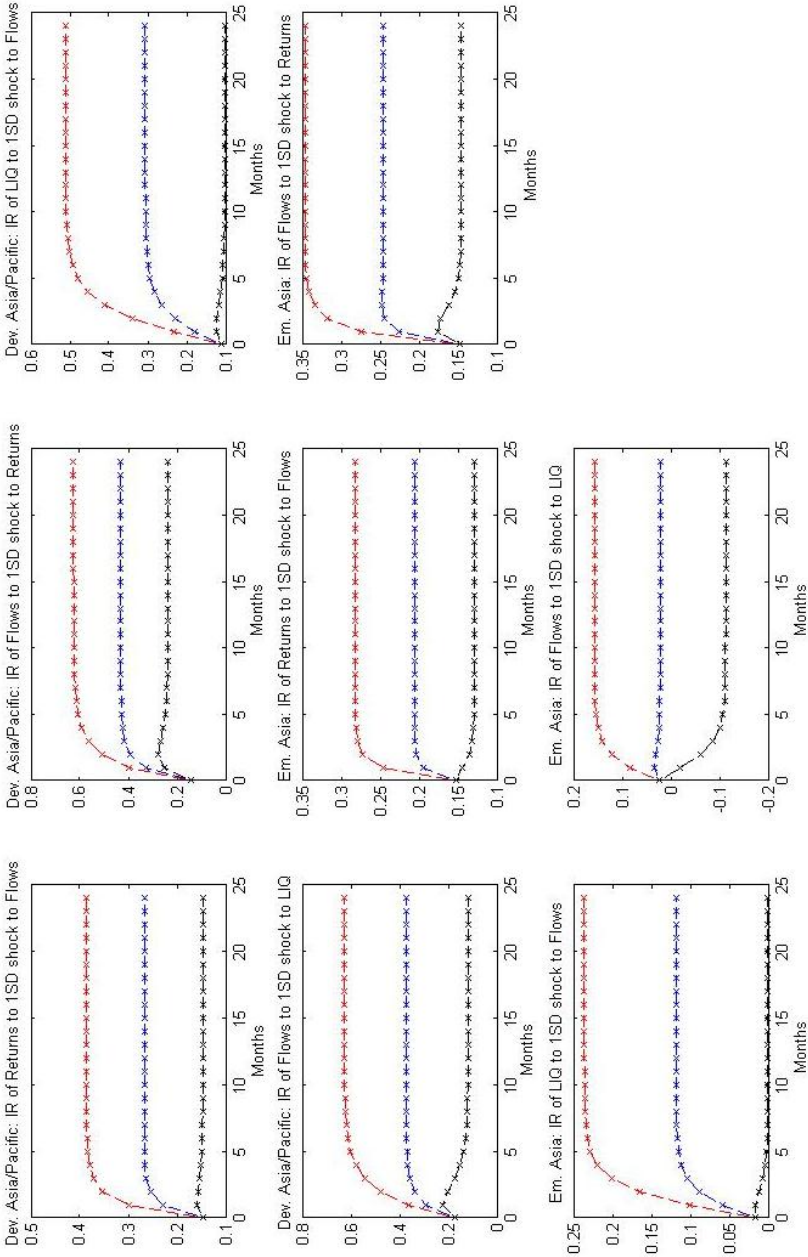 Dev. Asia/Pacific: IR of Returns to 1SD shock to Flows
0.5
0.4
0.3
0.2
0.1
0 5 10 15 20 25
Months
Dev. Asia/Pacific: IR of Flows to 1SD shock to Returns
0.8
0.6
0.4
0.2
0
0 5 10 15 20 25
Months
Dev. Asia/Pacific: IR of LIQ to 1SD shock to Flows
0.6
0.5
0.4
0.3
0.2
0.1
0 5 10 15 20 25
Months
Dev. Asia/Pacific: IR of Flows to 1SD shock to LIQ
0.8
0.6
0.4
0.2
0
0 5 10 15 20 25
Months
Em. Asia: IR of Returns to 1SD shock to Flows
0.35
0.3
0.25
0.2
0.15
0.1
0 5 10 15 20 25
Months
Em. Asia: IR of Flows to 1SD shock to Returns
0.35
0.3
0.25
0.2
0.15
0.1
0 5 10 15 20 25
Months
Em. Asia: IR of LIQ to 1SD shock to Flows
0.25
0.2
0.15
0.1
0.05
0
0 5 10 15 20 25
Months
Em. Asia: IR of Flows to 1SD shock to LIQ
0.2
0.1
0
-0.1
-0.2
0 5 10 15 20 25
Months